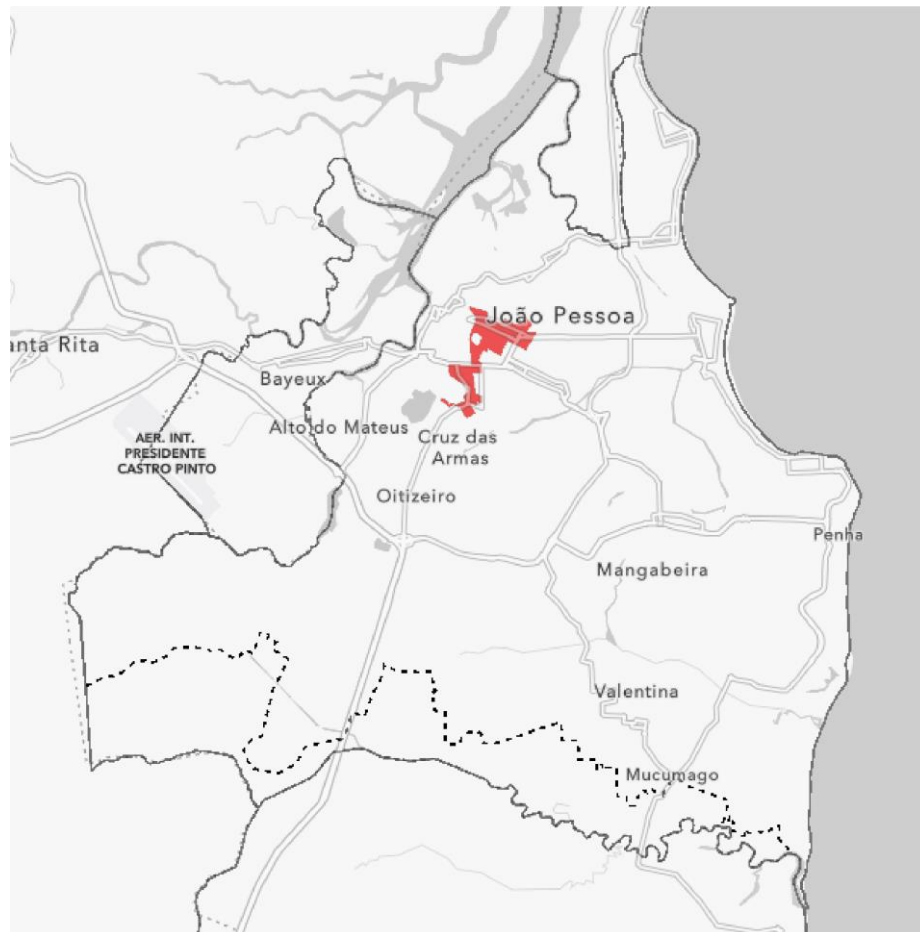 João Pessoa
anta Rita
Bayeux
Alto do Mateus
AER. INT.
PRESIDENTE
CASTRO PINTO
Cruz das
Armas
Oitizeiro
Penha
Mangabeira
Valentina
Mucumago